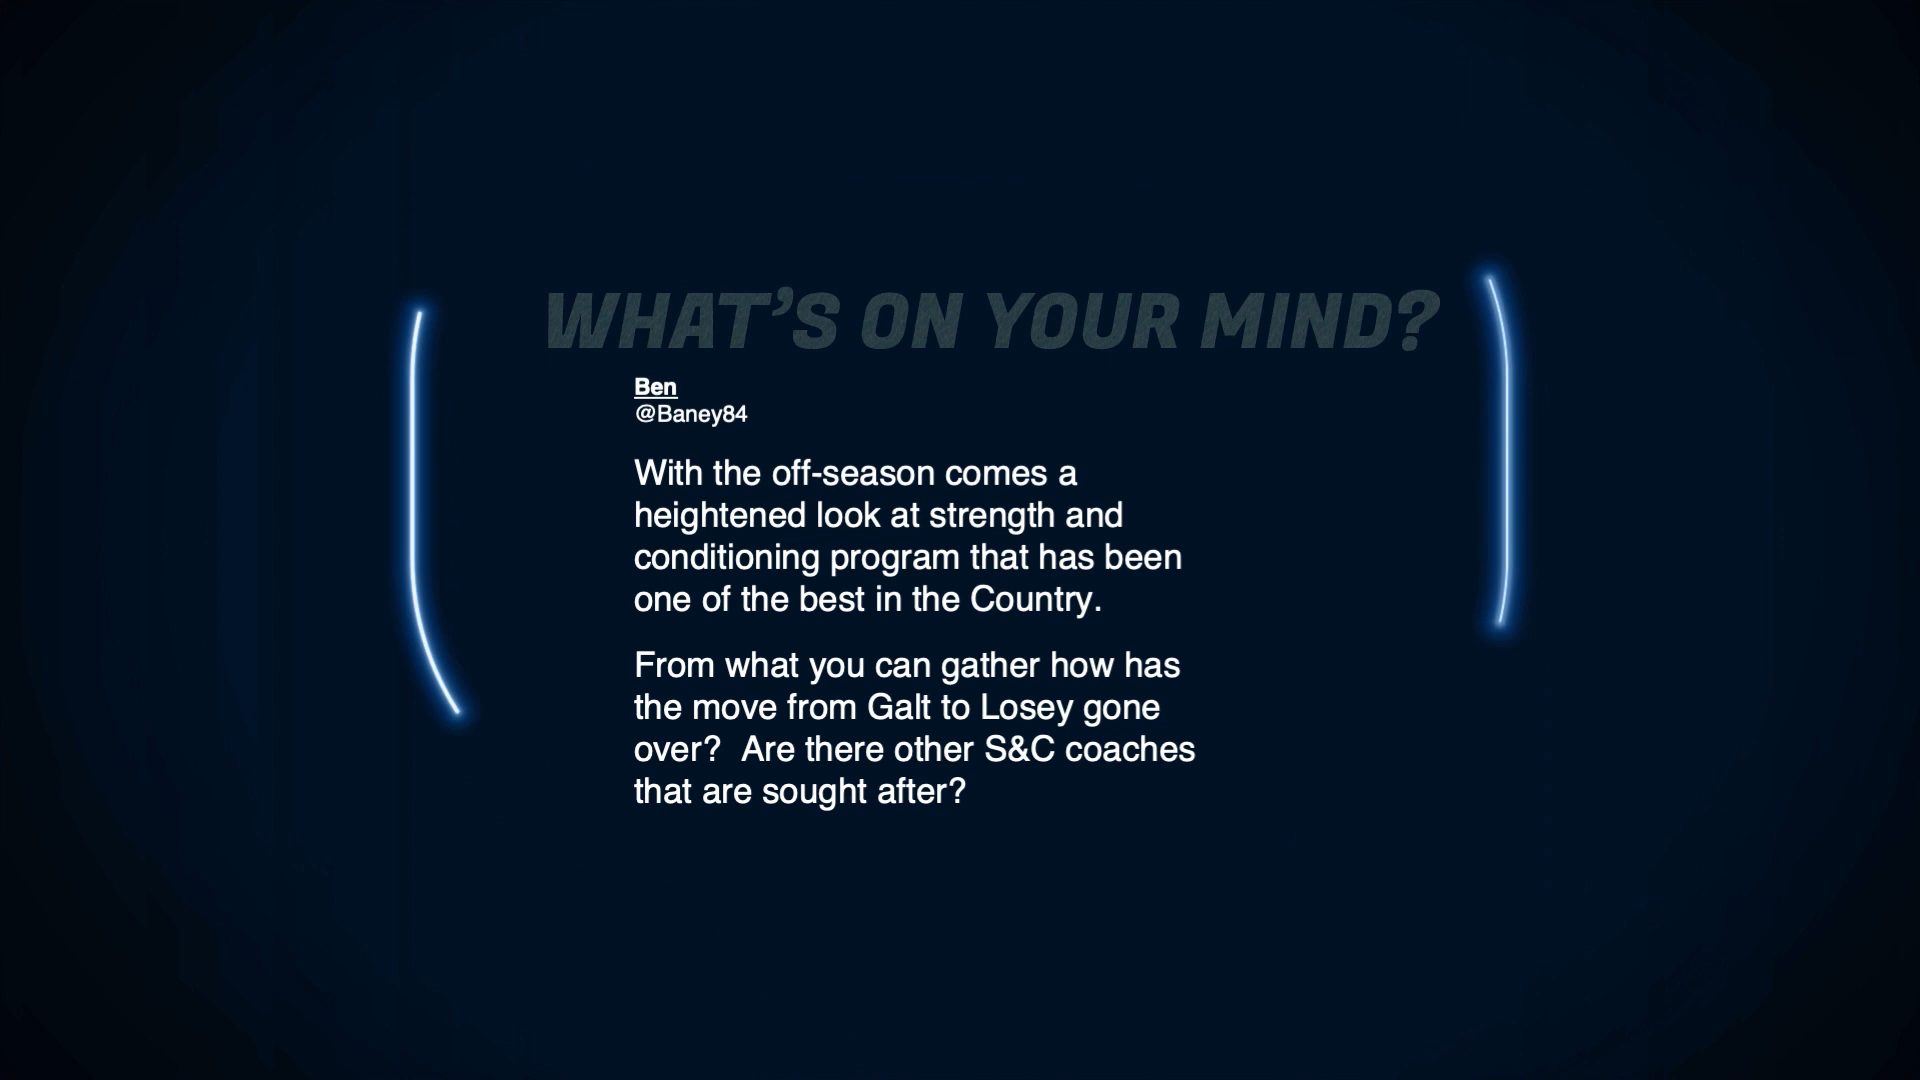 WHAT'S ON YOUR MIND?
Ben
@Baney84
With the off-season comes a
heightened look at strength and
conditioning program that has been
one of the best in the Country.
From what you can gather how has
the move from Galt to Losey gone
over?  Are there other S&C coaches
that are sought after?